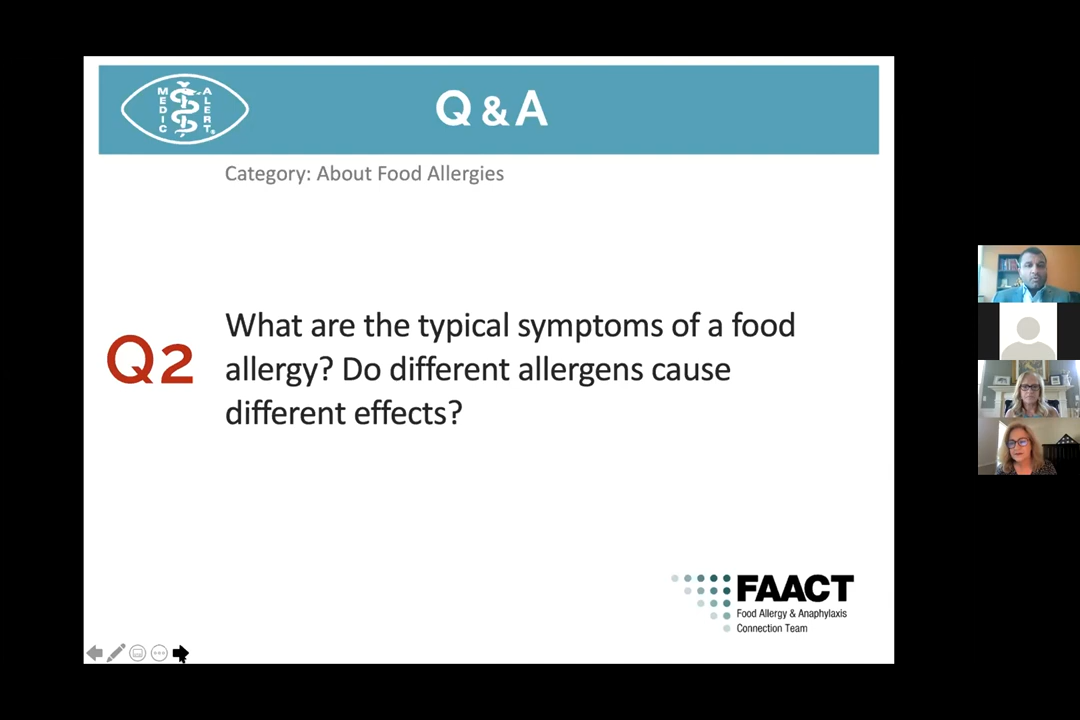 MEDIC ALERT
Q & A
Category: About Food Allergies
Q2
What are the typical symptoms of a food
allergy? Do different allergens cause
different effects?
FAACT
Food Allergy & Anaphylaxis
Connection Team